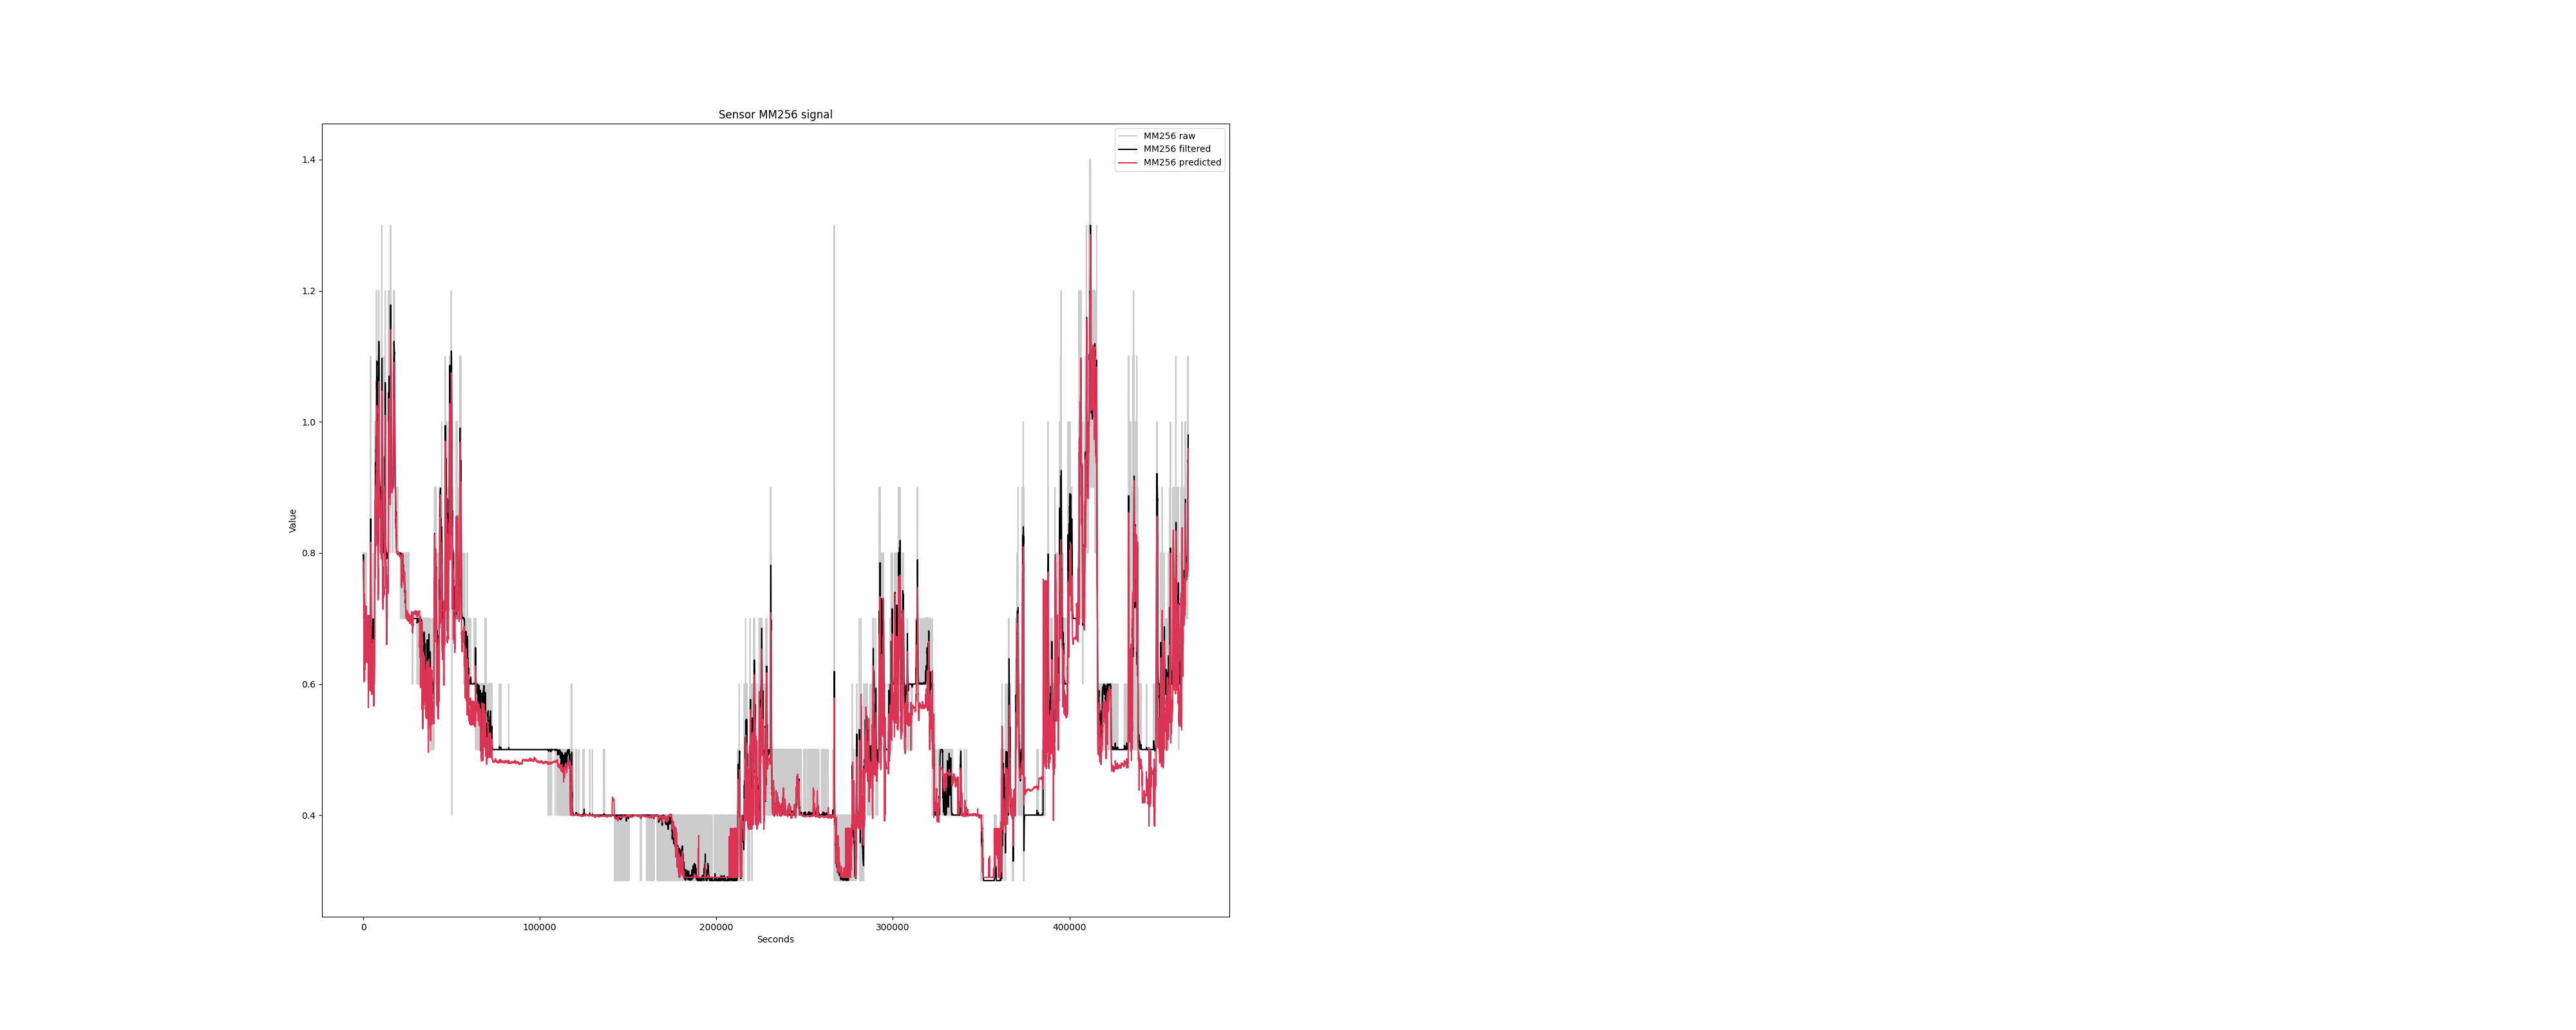 Sensor MM256 signal
MM256 raw
MM256 filtered
MM256 predicted
1.4
1.2
1.0
0.8
0.6
0.4
Value
0 100000 200000 300000 400000
Seconds